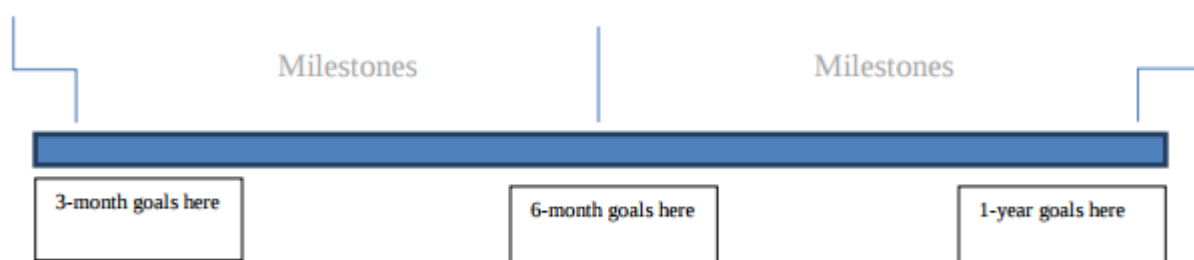 Milestones
Milestones
3-month goals here
6-month goals here
1-year goals here